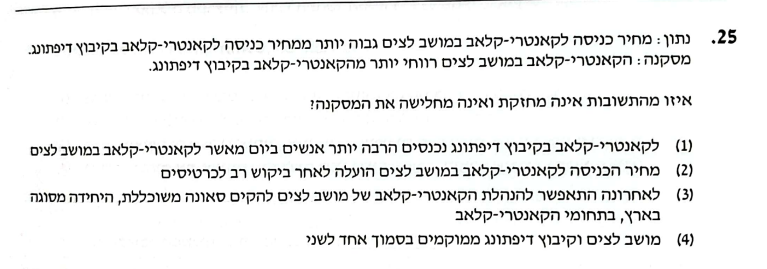 25. נתון: מחיר כניסה לקאנטרי-קלאב במושב לצים גבוה יותר ממחיר כניסה לקאנטרי-קלאב בקיבוץ דיפתונג.
מסקנה: הקאנטרי-קלאב במושב לצים רווחי יותר מהקאנטרי-קלאב בקיבוץ דיפתונג.
איזו מהתשובות אינה מחזקת ואינה מחלישה את המסקנה?
(1) לקאנטרי-קלאב בקיבוץ דיפתונג נכנסים הרבה יותר אנשים ביום מאשר לקאנטרי-קלאב במושב לצים
(2) מחיר הכניסה לקאנטרי-קלאב במושב לצים הועלה לאחר ביקוש רב לכרטיסים
(3) לאחרונה התאפשר להנהלת הקאנטרי-קלאב של מושב לצים להקים סאונה משוכללת, היחידה מסוגה
בארץ, בתחומי הקאנטרי-קלאב
(4) מושב לצים וקיבוץ דיפתונג ממוקמים בסמוך אחד לשני